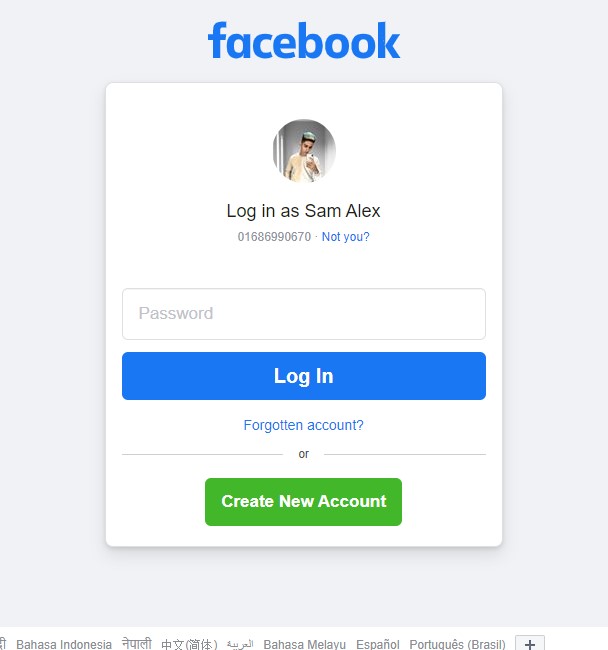 facebook
Log in as Sam Alex
01686990670 · Not you?
Password
Log In
Forgotten account?
or
Create New Account
Bahasa Indonesia नेपाली 中文(简体) العربية Bahasa Melayu Español Português (Brasil) +